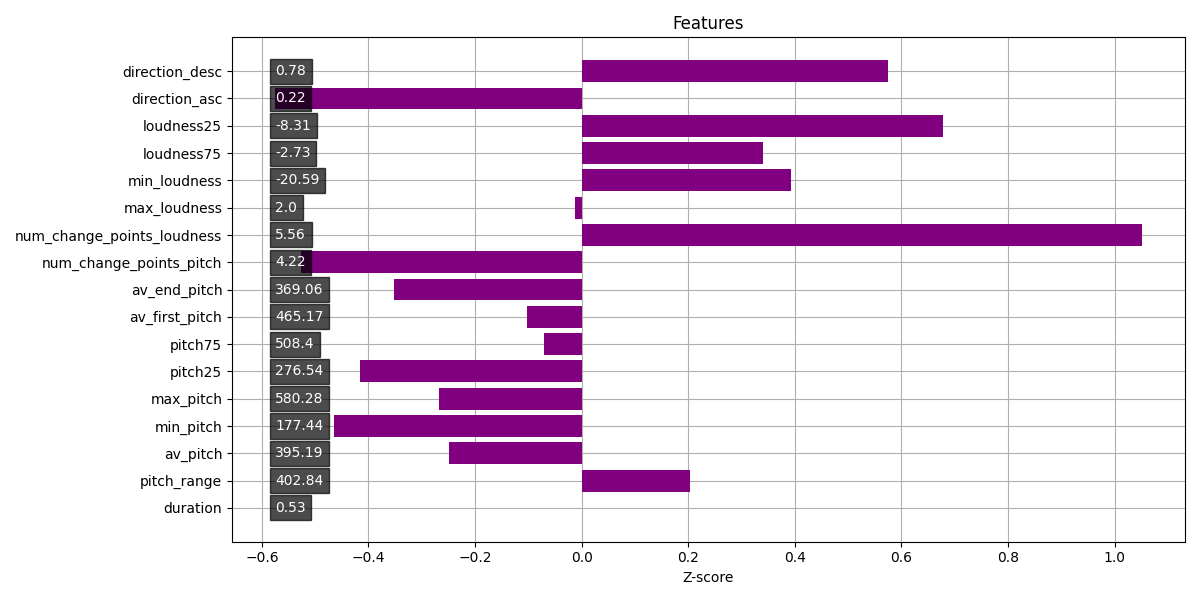 Features
direction_desc 0.78
direction_asc 0.22
loudness25 -8.31
loudness75 -2.73
min_loudness -20.59
max_loudness 2.0
num_change_points_loudness 5.56
num_change_points_pitch 4.22
av_end_pitch 369.06
av_first_pitch 465.17
pitch75 508.4
pitch25 276.54
max_pitch 580.28
min_pitch 177.44
av_pitch 395.19
pitch_range 402.84
duration 0.53
−0.6 −0.4 −0.2 0.0 0.2 0.4 0.6 0.8 1.0
Z-score